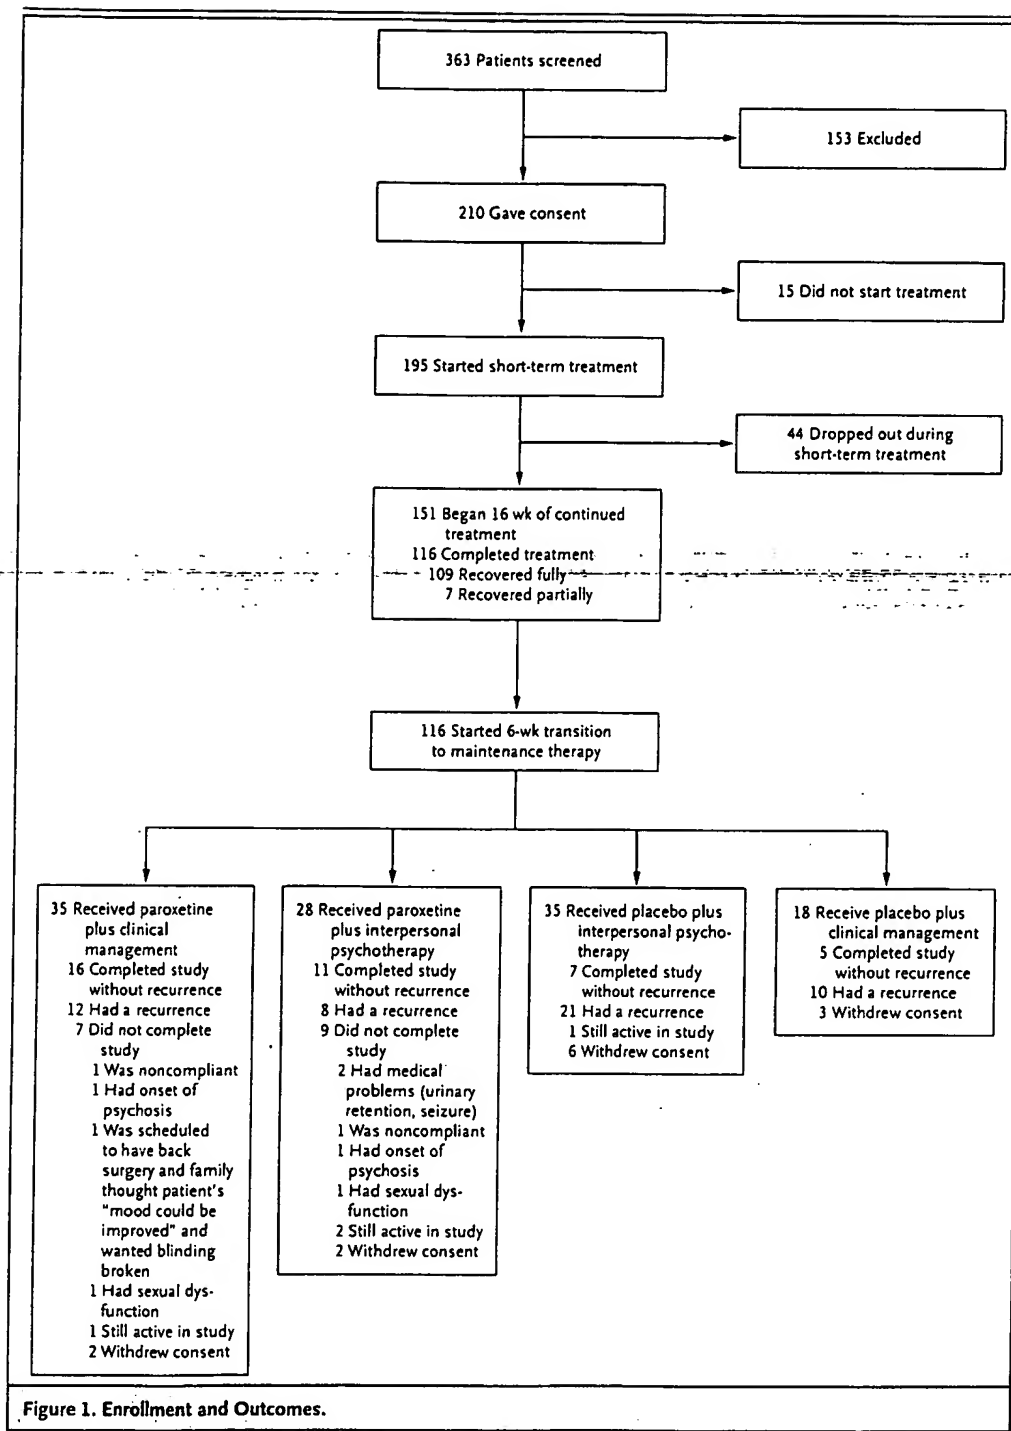 363 Patients screened
153 Excluded
210 Gave consent
15 Did not start treatment
195 Started short-term treatment
44 Dropped out during
short-term treatment
151 Began 16 wk of continued
treatment
116 Completed treatment
109 Recovered fully
7 Recovered partially
116 Started 6-wk transition
to maintenance therapy
35 Received paroxetine
plus clinical
management
16 Completed study
without recurrence
12 Had a recurrence
7 Did not complete
study
1 Was noncompliant
1 Had onset of
psychosis
1 Was scheduled
to have back
surgery and family
thought patient's
"mood could be
improved" and
wanted blinding
broken
1 Had sexual dys-
function
1 Still active in study
2 Withdrew consent
28 Received paroxetine
plus interpersonal
psychotherapy
11 Completed study
without recurrence
8 Had a recurrence
9 Did not complete
study
2 Had medical
problems (urinary
retention, seizure)
1 Was noncompliant
1 Had onset of
psychosis
1 Had sexual dys-
function
2 Still active in study
2 Withdrew consent
35 Received placebo plus
interpersonal psycho-
therapy
7 Completed study
without recurrence
21 Had a recurrence
1 Still active in study
6 Withdrew consent
18 Receive placebo plus
clinical management
5 Completed study
without recurrence
10 Had a recurrence
3 Withdrew consent
Figure 1. Enrollment and Outcomes.